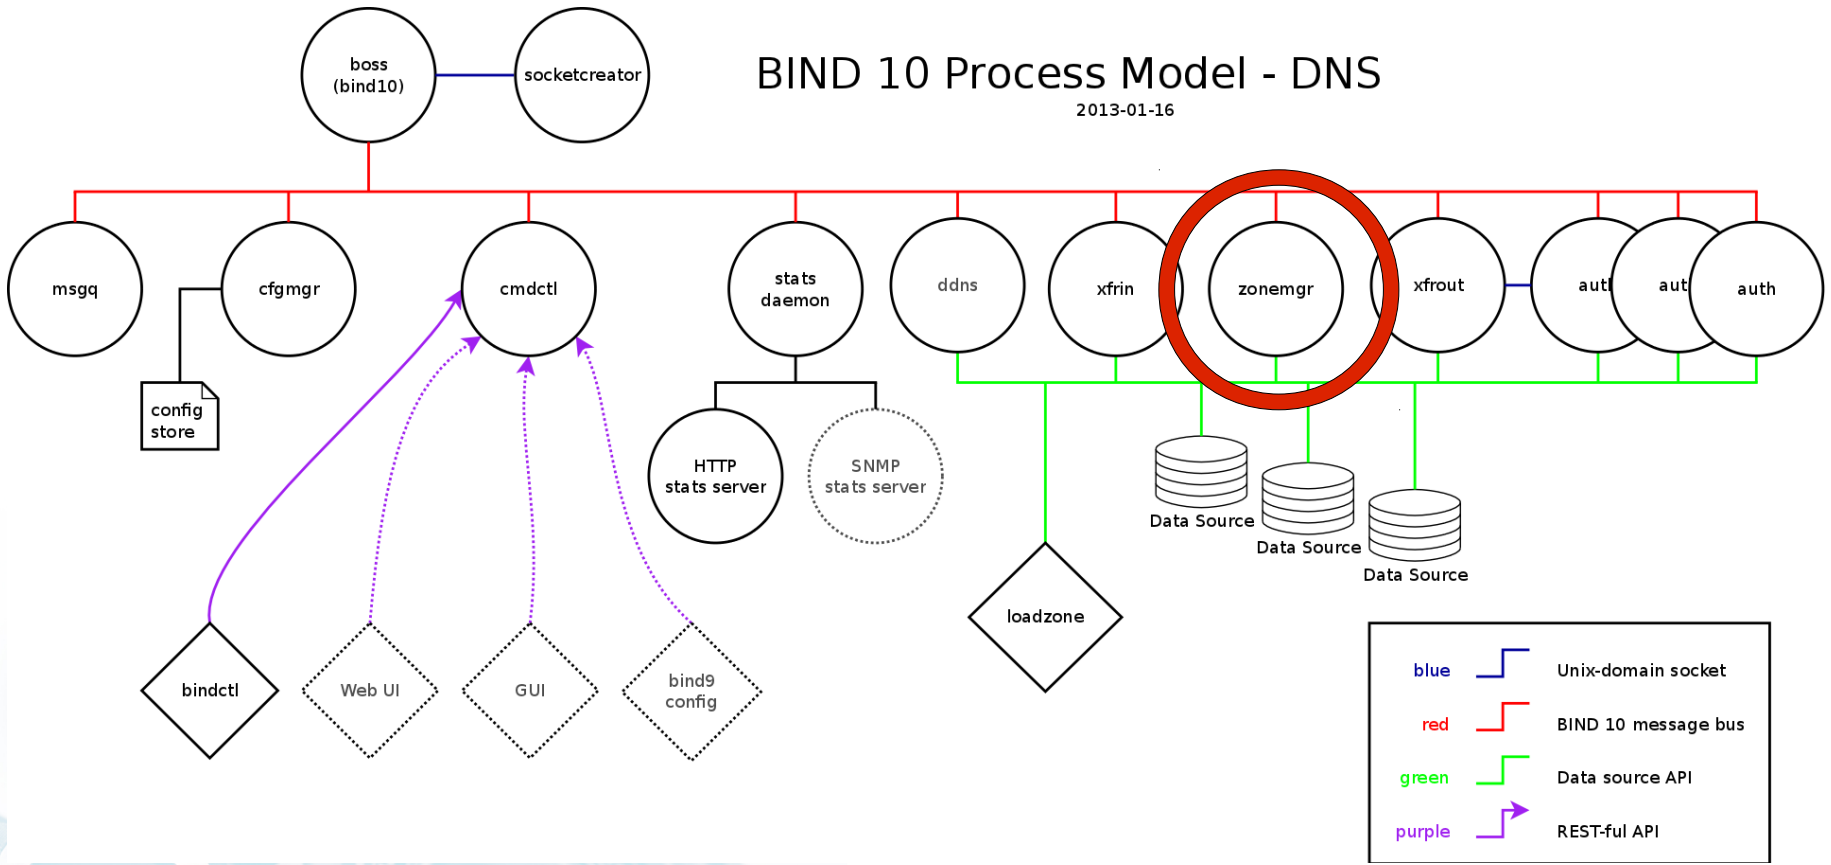 boss
(bind10)
socketcreator
BIND 10 Process Model - DNS
2013-01-16
msgq
cfgmgr
cmdctl
stats
daemon
ddns
xfrin
zonemgr
xfrout
auth
config
store
HTTP
stats server
SNMP
stats server
Data Source
Data Source
Data Source
loadzone
bindctl
Web UI
GUI
bind9
config
blue
Unix-domain socket
red
BIND 10 message bus
green
Data source API
purple
REST-ful API